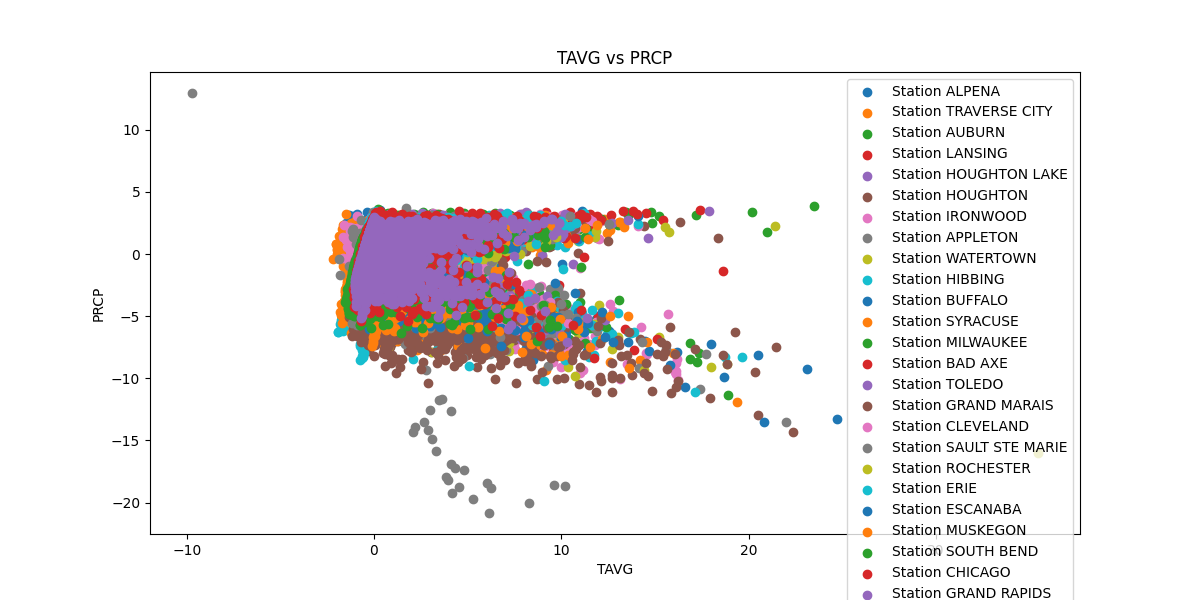 TAVG vs PRCP
PRCP
10
5
0
−5
−10
−15
−20
−10
0
10
20
30
TAVG
Station ALPENA
Station TRAVERSE CITY
Station AUBURN
Station LANSING
Station HOUGHTON LAKE
Station HOUGHTON
Station IRONWOOD
Station APPLETON
Station WATERTOWN
Station HIBBING
Station BUFFALO
Station SYRACUSE
Station MILWAUKEE
Station BAD AXE
Station TOLEDO
Station GRAND MARAIS
Station CLEVELAND
Station SAULT STE MARIE
Station ROCHESTER
Station ERIE
Station ESCANABA
Station MUSKEGON
Station SOUTH BEND
Station CHICAGO
Station GRAND RAPIDS